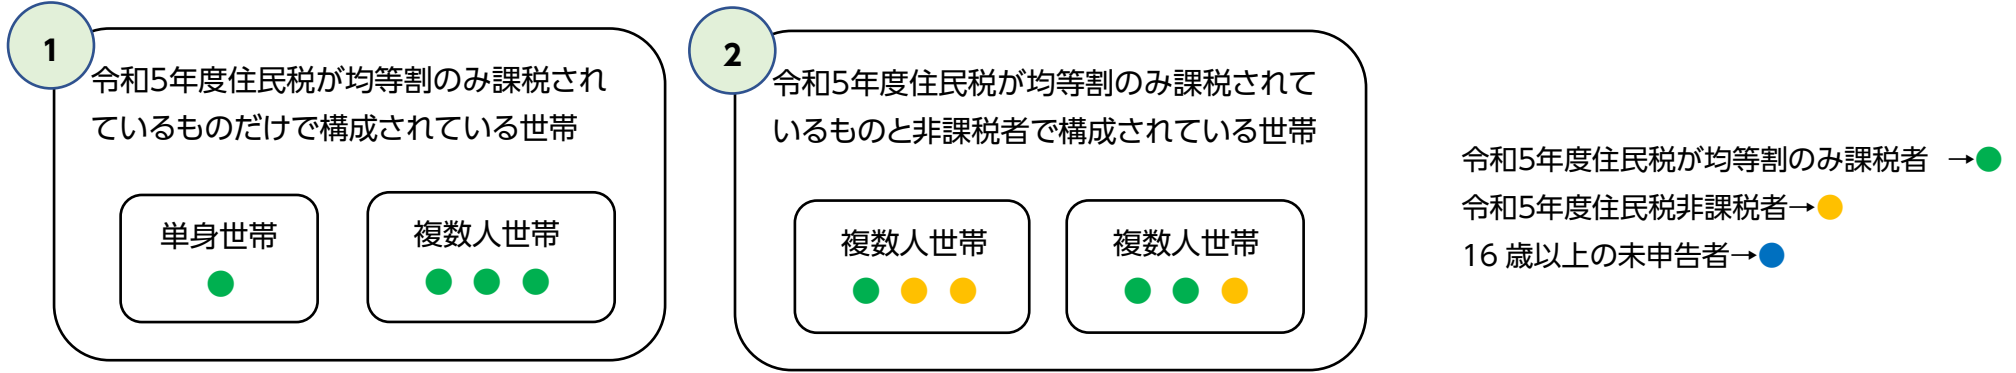 1
令和5年度住民税が均等割のみ課税され
ているものだけで構成されている世帯
単身世帯
複数人世帯
2
令和5年度住民税が均等割のみ課税されて
いるものと非課税者で構成されている世帯
複数人世帯
複数人世帯
令和5年度住民税が均等割のみ課税者 →●
令和5年度住民税非課税者→●
16 歳以上の未申告者→●